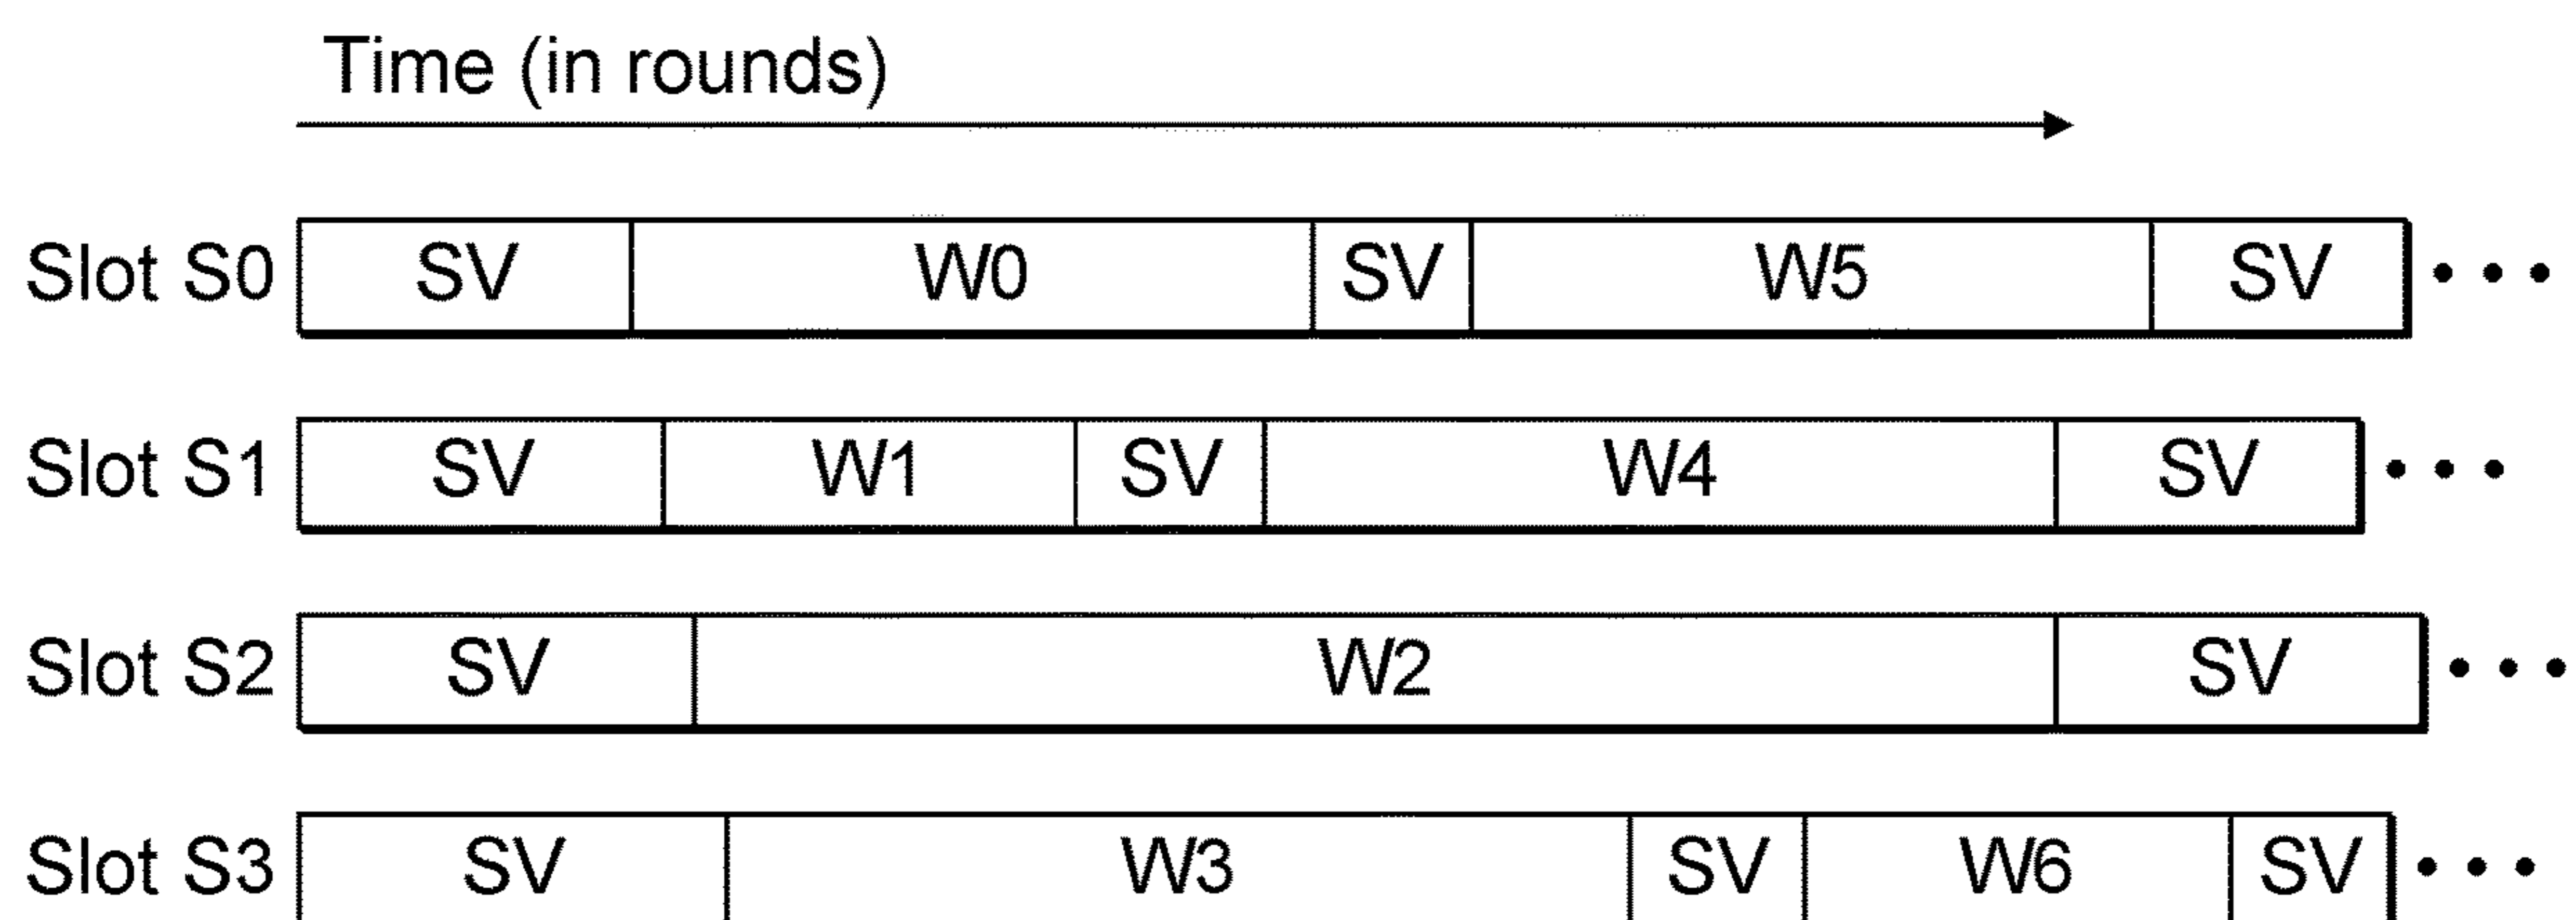 Time (in rounds)
Slot S0 SV W0 SV W5 SV • • •
Slot S1 SV W1 SV W4 SV • • •
Slot S2 SV W2 SV • • •
Slot S3 SV W3 SV W6 SV • • •